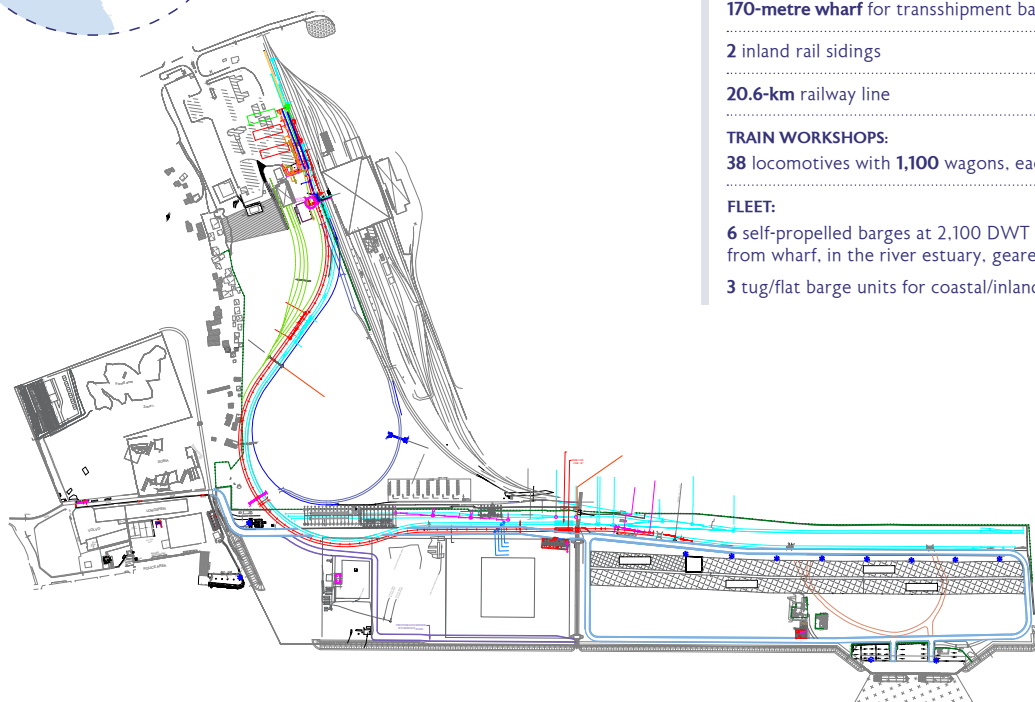 170-metre wharf for transshipment ba
2 inland rail sidings
20.6-km railway line
TRAIN WORKSHOPS:
38 locomotives with 1,100 wagons, eac
FLEET:
6 self-propelled barges at 2,100 DWT
from wharf, in the river estuary, geare
3 tug/flat barge units for coastal/inland